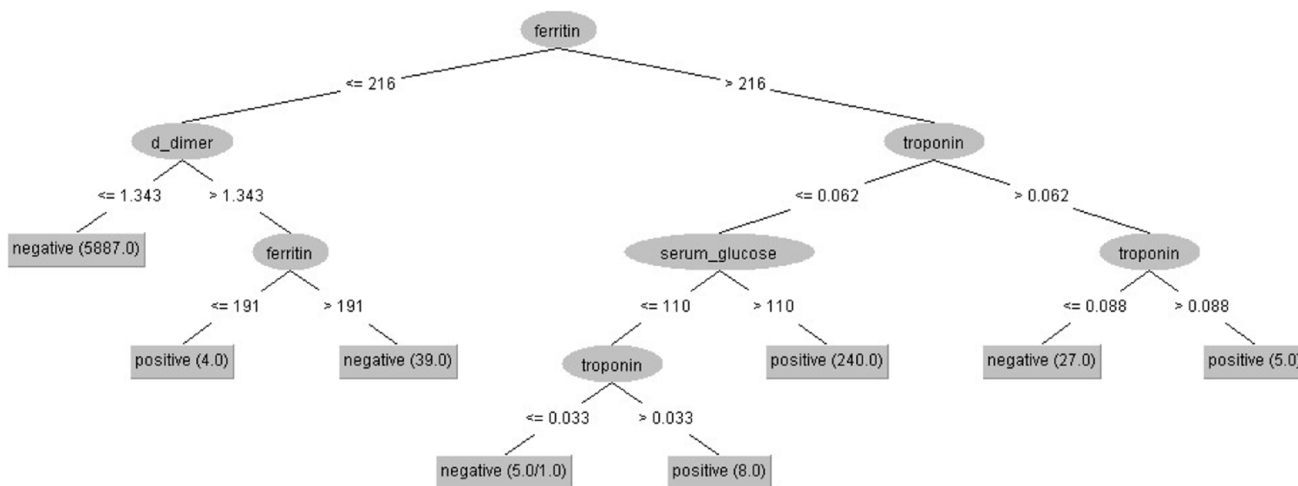 ferritin
<= 216
> 216
d_dimer
troponin
<= 1.343
> 1.343
<= 0.062
> 0.062
negative (5887.0)
ferritin
serum_glucose
troponin
<= 191
> 191
<= 110
> 110
<= 0.088
> 0.088
positive (4.0)
negative (39.0)
troponin
positive (240.0)
negative (27.0)
positive (5.0)
<= 0.033
> 0.033
negative (5.0/1.0)
positive (8.0)